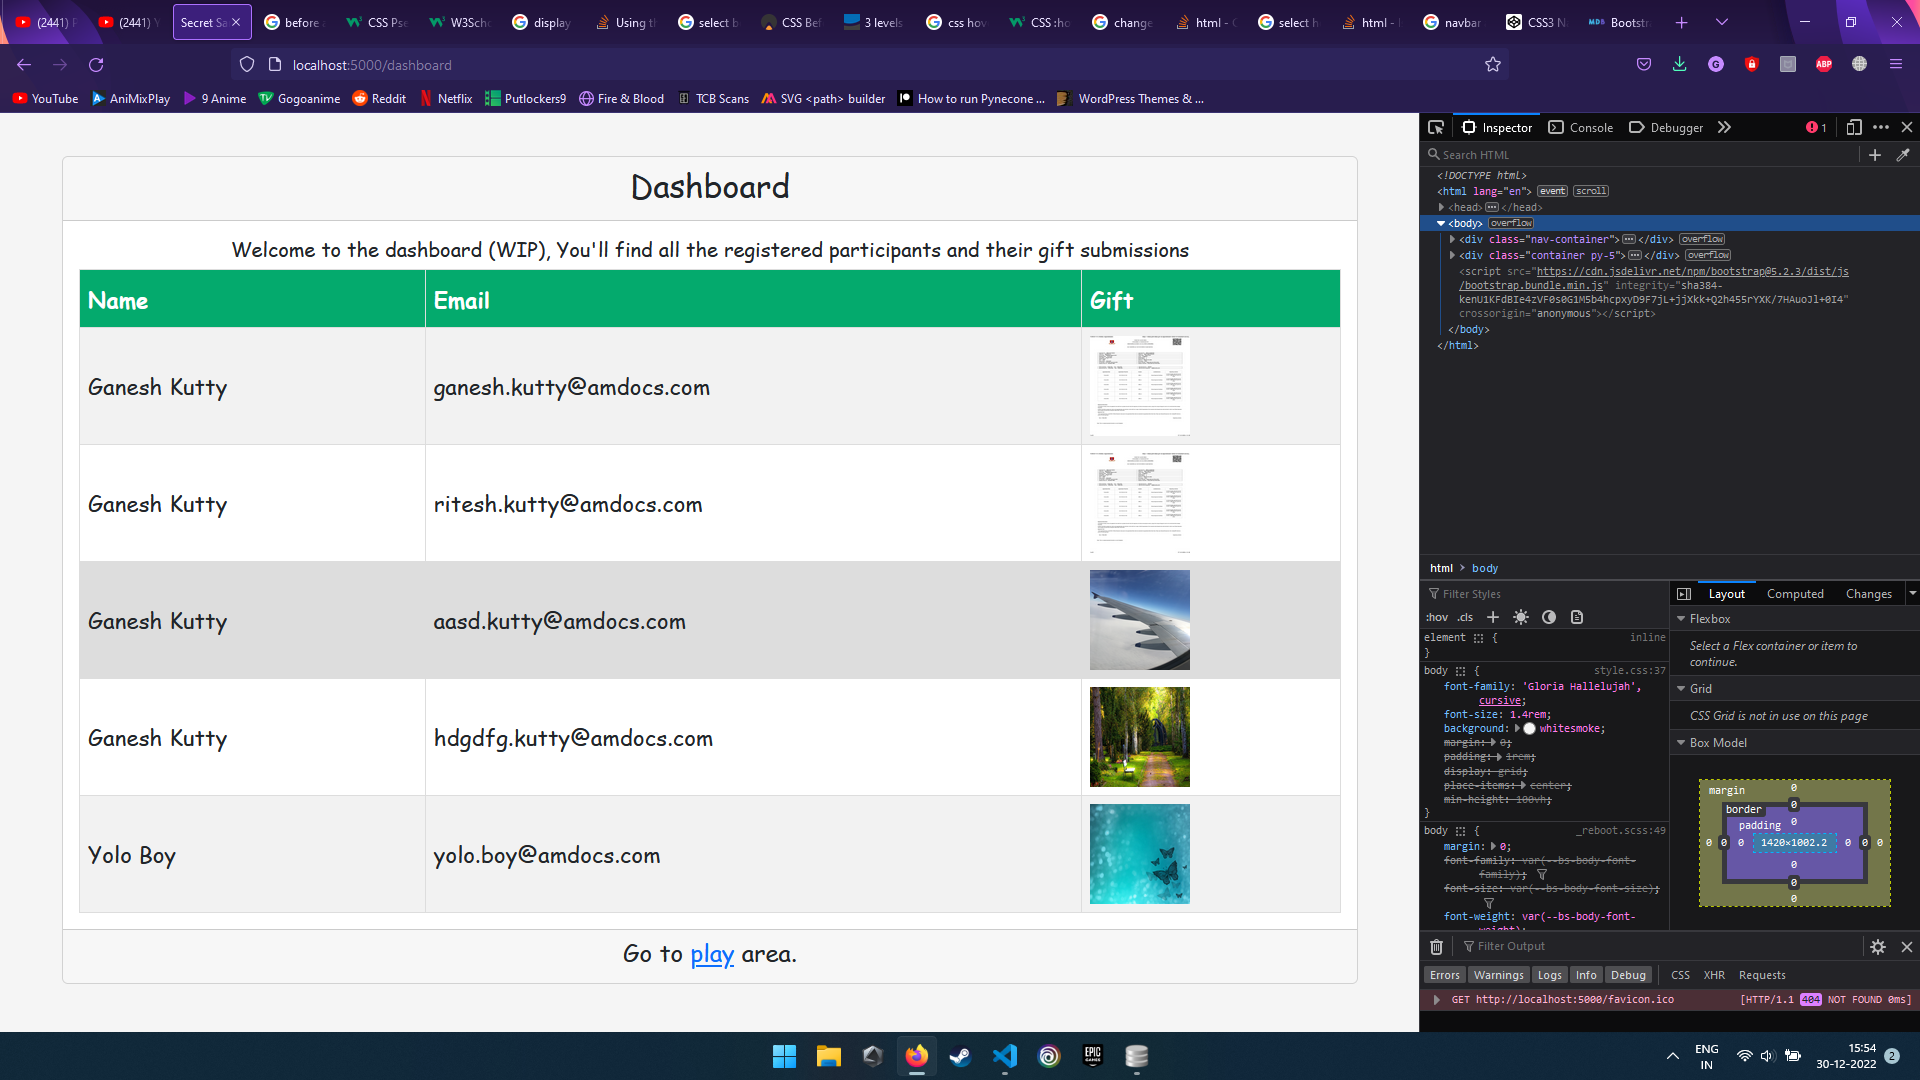 (2441) F
(2441) Y
Secret Sa
before
CSS Pse
W3Scho
display
Using th
select b
CSS Bef
3 levels
css hov
CSS :ho
change
html - C
select h
html - 
navbar
CSS3 N
MDB Bootstr
localhost:5000/dashboard
YouTube
AniMixPlay
9 Anime
Gogoanime
Reddit
Netflix
Putlockers9
Fire & Blood
TCB Scans
SVG <path> builder
How to run Pynecone ...
WordPress Themes & ...
Dashboard
Welcome to the dashboard (WIP), You'll find all the registered participants and their gift submissions
Name Email Gift
Ganesh Kutty ganesh.kutty@amdocs.com
Ganesh Kutty ritesh.kutty@amdocs.com
Ganesh Kutty aasd.kutty@amdocs.com
Ganesh Kutty hdgdfg.kutty@amdocs.com
Yolo Boy yolo.boy@amdocs.com
Go to play area.
Inspector Console Debugger 1
Search HTML
<!DOCTYPE html>
<html lang="en"> event scroll
<head> ••• </head>
<body> overflow
<div class="nav-container"> ••• </div> overflow
<div class="container py-5"> ••• </div> overflow
<script src="https://cdn.jsdelivr.net/npm/bootstrap@5.2.3/dist/js
/bootstrap.bundle.min.js" integrity="sha384-
kenU1KFdBIe4zVF0s0G1M5b4hcpxyD9F7jL+jjXkk+Q2h455rYXK/7HAuoJl+0I4"
crossorigin="anonymous"></script>
</body>
</html>
html > body
Filter Styles
:hov .cls
element { inline
}
body { style.css:37
font-family: 'Gloria Hallelujah',
cursive;
font-size: 1.4rem;
background: whitesmoke;
margin: 0;
padding: 1rem;
display: grid;
place-items: center;
min-height: 100vh;
}
body { _reboot.scss:49
margin: 0;
font-family: var(--bs-body-font-
family);
font-size: var(--bs-body-font-size);
font-weight: var(--bs-body-font-
weight);
Layout Computed Changes
Flexbox
Select a Flex container or item to
continue.
Grid
CSS Grid is not in use on this page
Box Model
margin 0
border 0
padding 0
0 0 0 1420×1002.2 0 0 0
0
0
0
Filter Output
Errors Warnings Logs Info Debug CSS XHR Requests
GET http://localhost:5000/favicon.ico [HTTP/1.1 404 NOT FOUND 0ms]
EPIC
GAMES
ENG
IN
15:54
30-12-2022
2